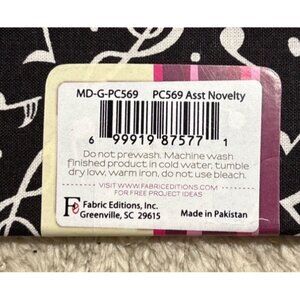 MD-G-PC569 PC569 Asst Novelty
6 99919 87577 1
Do not prewash. Machine wash
finished product in cold water, tumble
dry low, warm iron, do not use bleach.
VISIT WWW.FABRICEDITIONS.COM
FOR FREE PROJECT IDEAS
Fabric Editions, Inc.
Greenville, SC 29615 Made in Pakistan